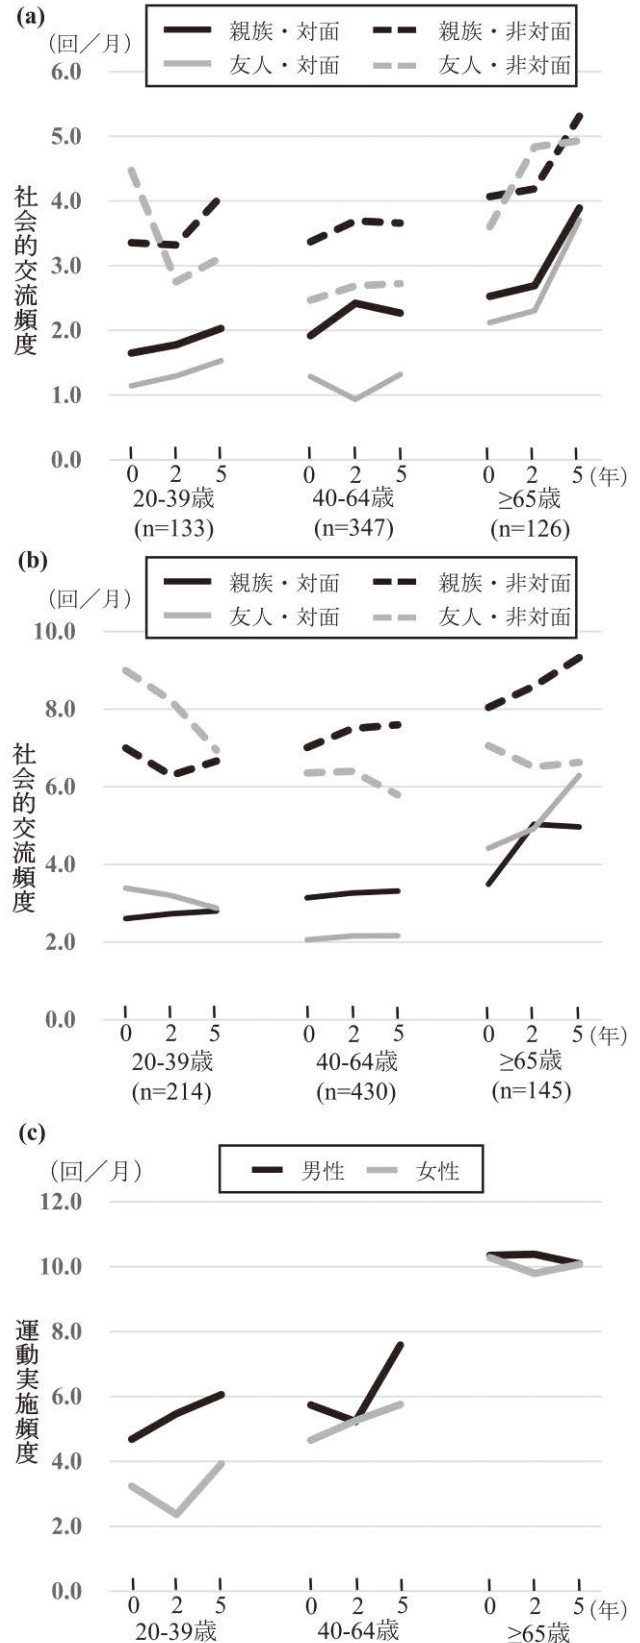 (a)
(回／月)
親族・対面 親族・非対面
友人・対面 友人・非対面
6.0
5.0
4.0
3.0
2.0
1.0
0.0
社会的交流頻度
0 2 5 0 2 5 0 2 5 (年)
20-39歳 40-64歳 ≥65歳
(n=133) (n=347) (n=126)
(b)
(回／月)
親族・対面 親族・非対面
友人・対面 友人・非対面
10.0
8.0
6.0
4.0
2.0
0.0
社会的交流頻度
0 2 5 0 2 5 0 2 5 (年)
20-39歳 40-64歳 ≥65歳
(n=214) (n=430) (n=145)
(c)
(回／月)
男性 女性
12.0
10.0
8.0
6.0
4.0
2.0
0.0
運動実施頻度
0 2 5 0 2 5 0 2 5 (年)
20-39歳 40-64歳 ≥65歳